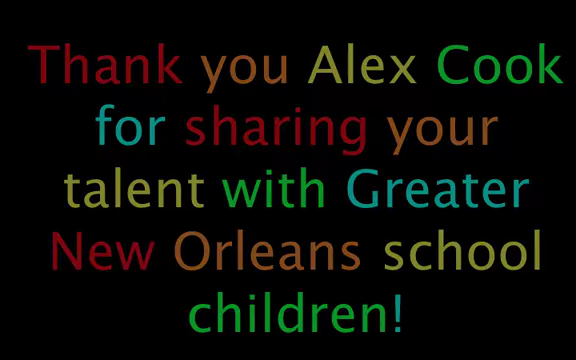 Thank you Alex Cook
for sharing your
talent with Greater
New Orleans school
children!